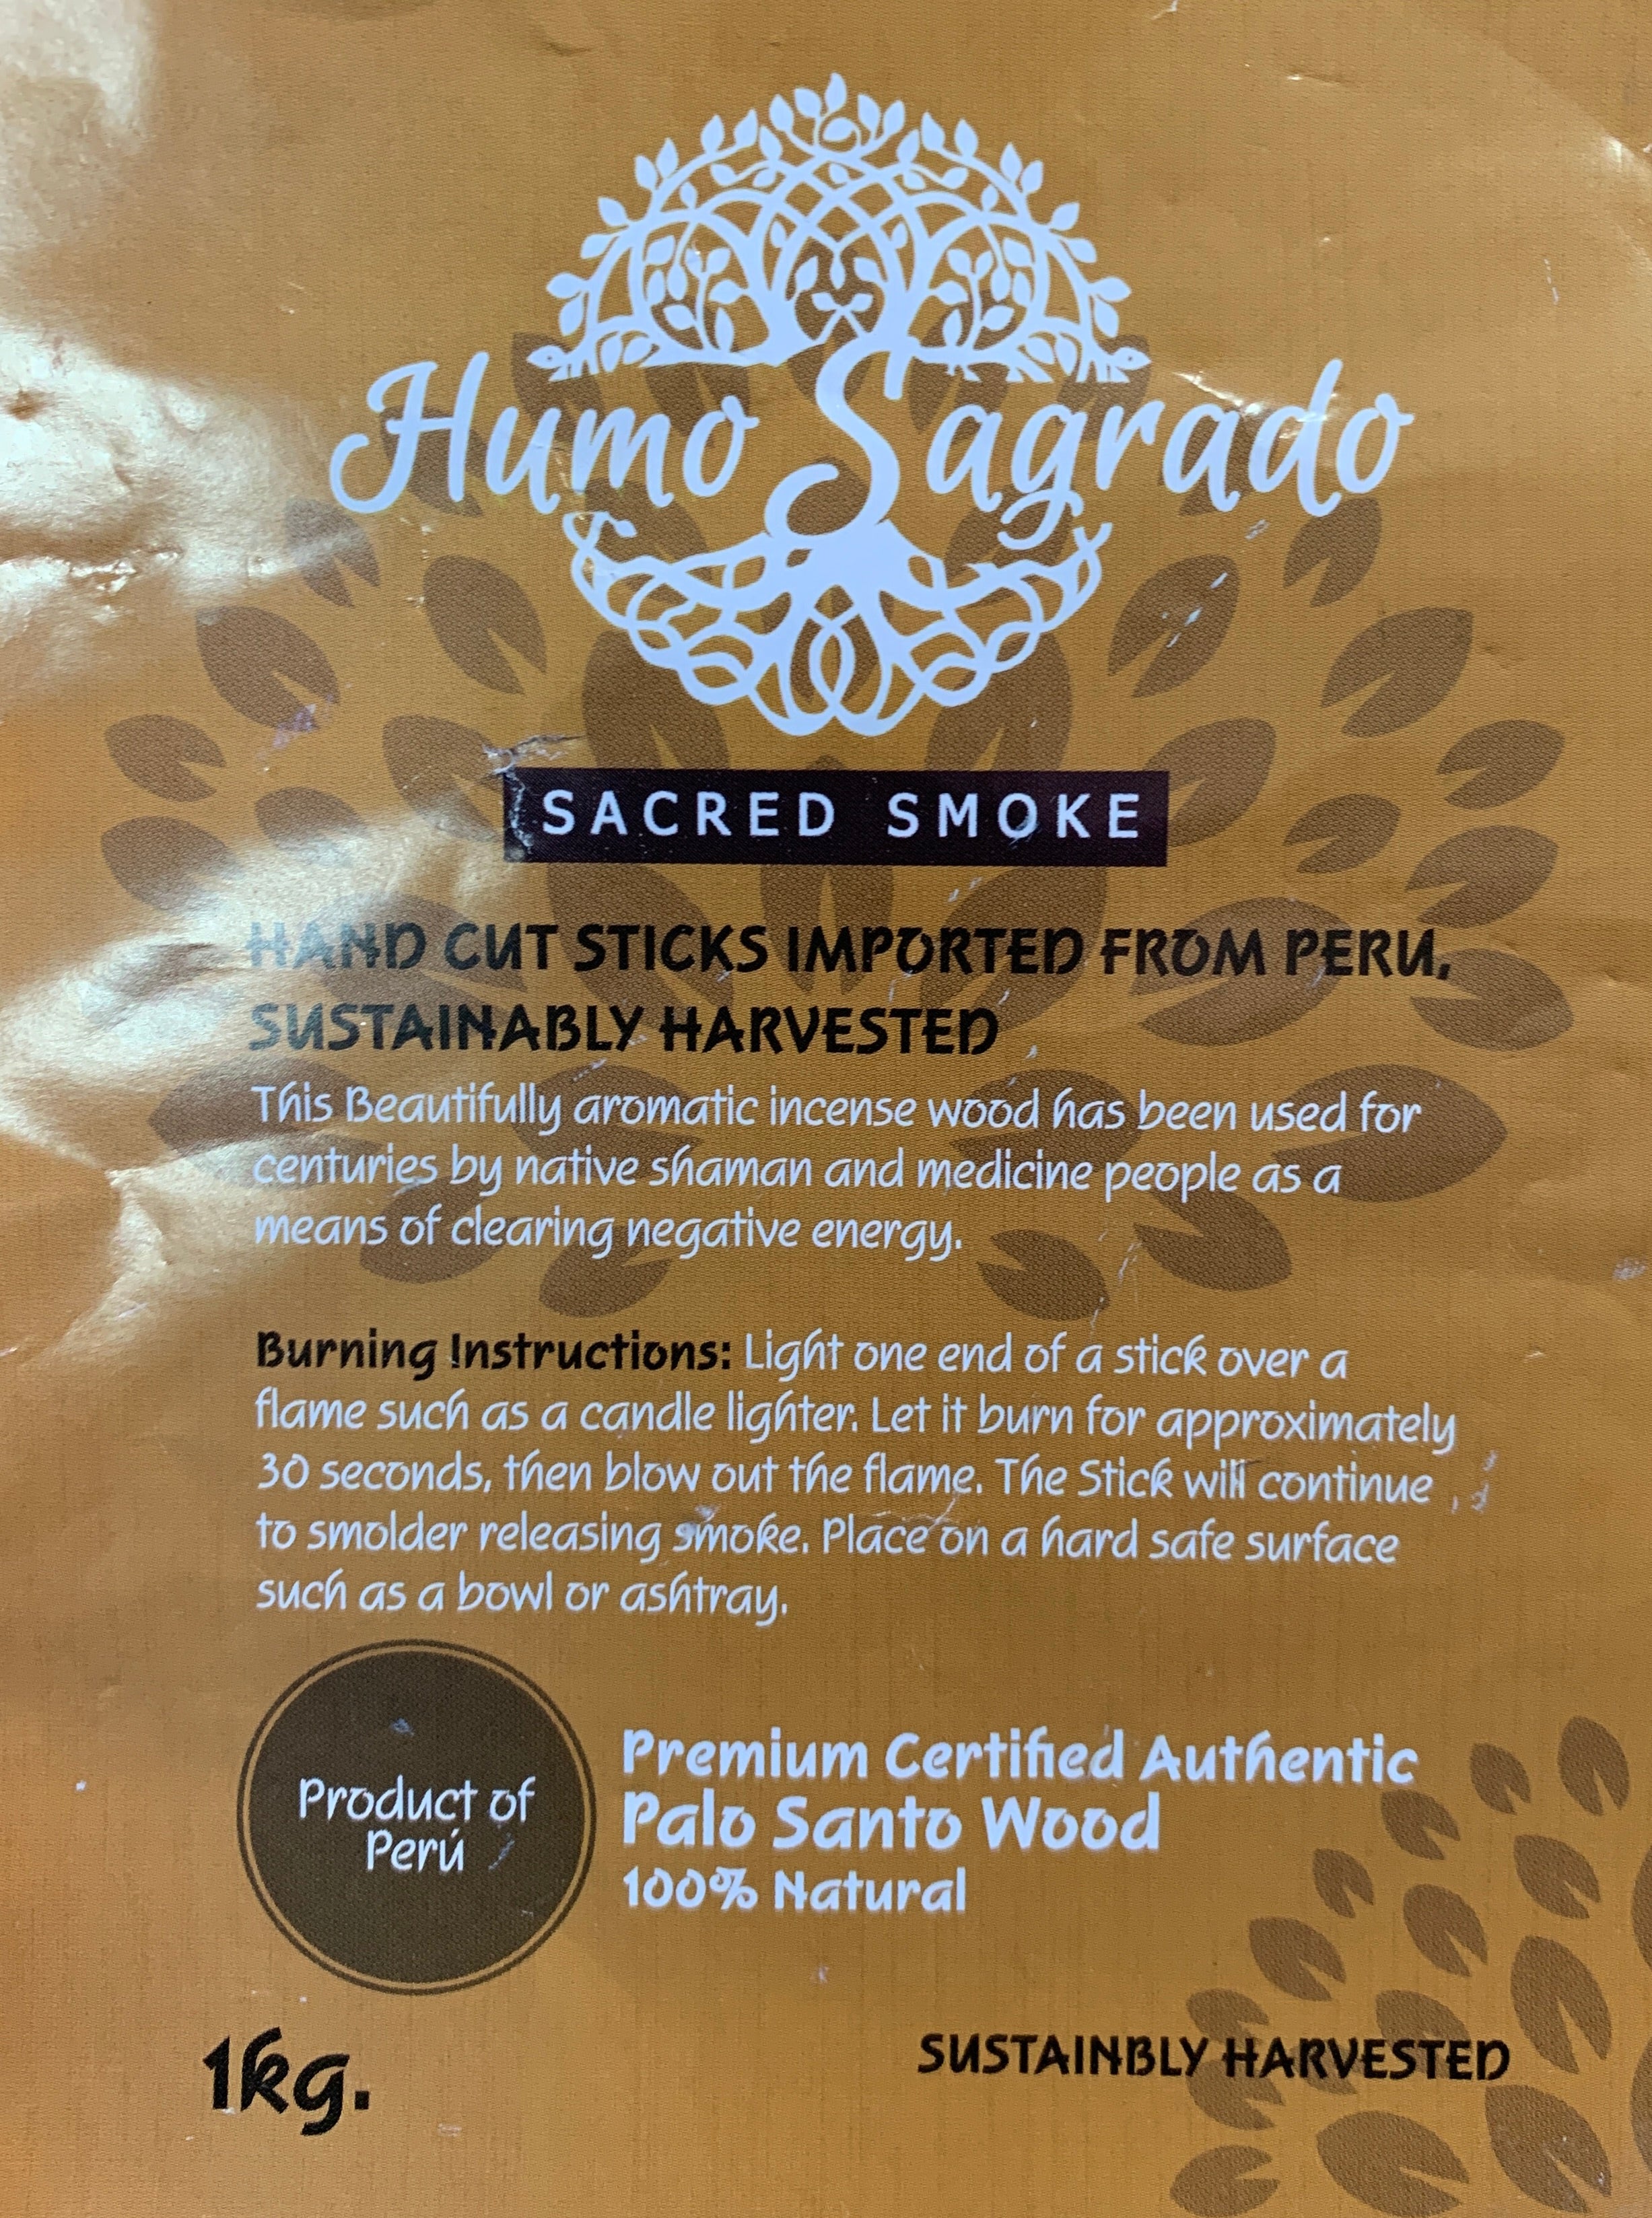 Humo Sagrado
SACRED SMOKE
HAND CUT STICKS IMPORTED FROM PERU,
SUSTAINABLY HARVESTED
This Beautifully aromatic incense wood has been used for
centuries by native shaman and medicine people as a
means of clearing negative energy.
Burning Instructions: Light one end of a stick over a
flame such as a candle lighter. Let it burn for approximately
30 seconds, then blow out the flame. The Stick will continue
to smolder releasing smoke. Place on a hard safe surface
such as a bowl or ashtray.
Product of
Perú
Premium Certified Authentic
Palo Santo Wood
100% Natural
1kg.
SUSTAINBLY HARVESTED